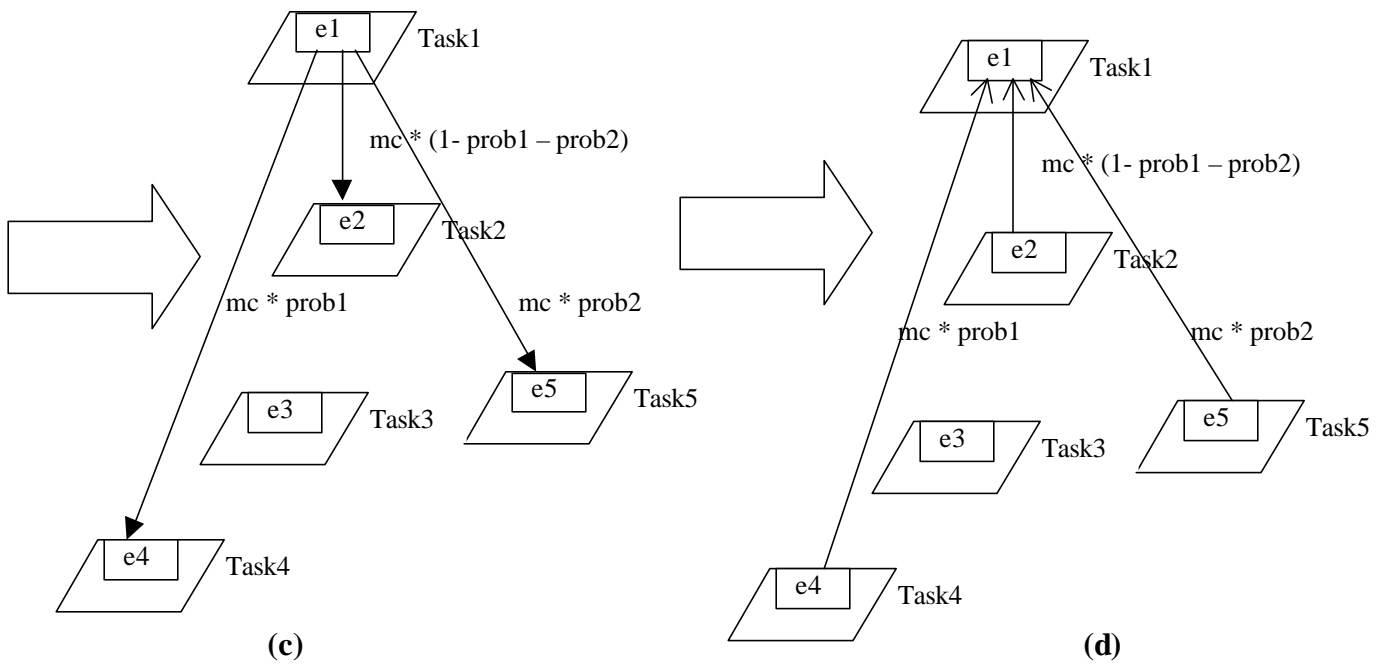 e1
Task1
mc * (1- prob1 – prob2)
e2
Task2
mc * prob1
mc * prob2
e3
Task3
e5
Task5
e4
Task4
(c)
e1
Task1
mc * (1- prob1 – prob2)
e2
Task2
mc * prob1
mc * prob2
e3
Task3
e5
Task5
e4
Task4
(d)